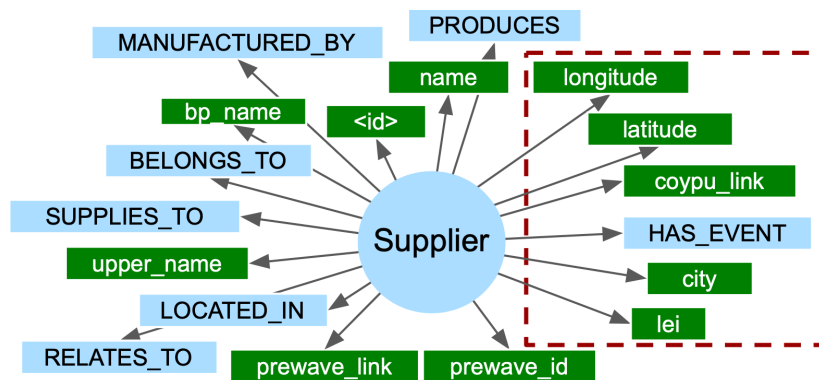 PRODUCES
MANUFACTURED_BY
name
longitude
bp_name
<id>
latitude
BELONGS_TO
coypu_link
SUPPLIES_TO
Supplier
HAS_EVENT
upper_name
city
LOCATED_IN
lei
RELATES_TO
prewave_link
prewave_id